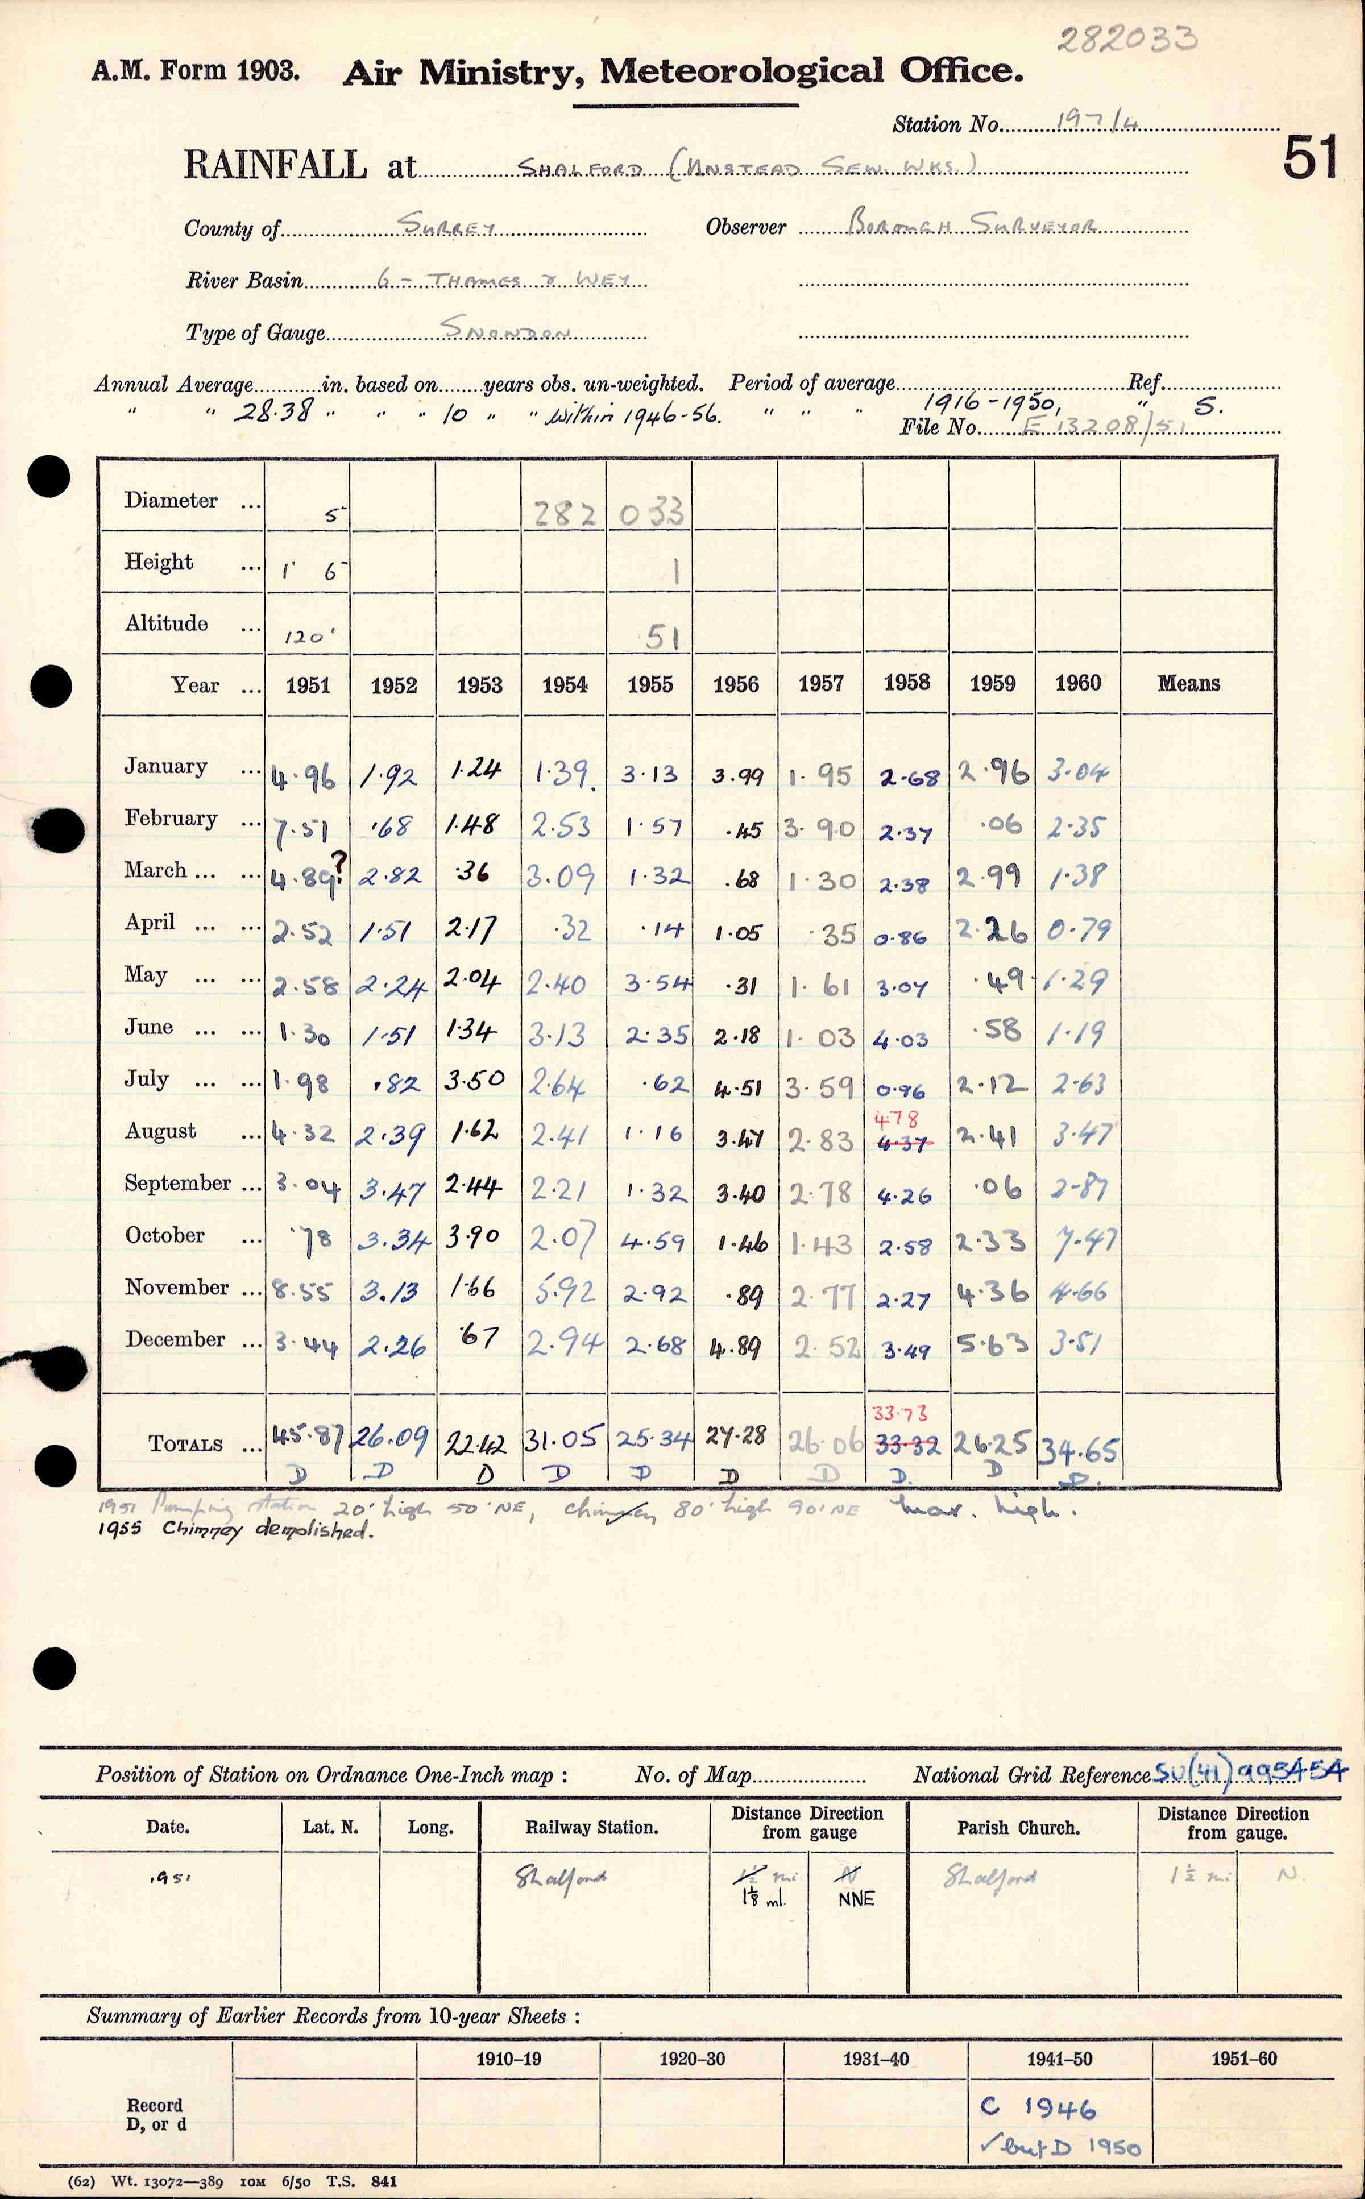 282033
A.M. Form 1903. Air Ministry, Meteorological Office.
Station No. 197/4
51
RAINFALL at SHALFORD (UNSTEAD SEW. WKS.)
County of SURREY Observer BOROUGH SURVEYOR
River Basin 6 - THAMES & WEY
Type of Gauge SNOWDON
Annual Average in. based on years obs. un-weighted. Period of average Ref.
" " 28.38 " " " 10 " " within 1946-56. " " " 1916-1950, " S.
File No. E 13208/51
Diameter ... 5 282 033
Height ... 1' 6 1
Altitude ... 120' 51
Year ... 1951 1952 1953 1954 1955 1956 1957 1958 1959 1960 Means
January ... 4.96 1.92 1.24 1.39. 3.13 3.99 1.95 2.68 2.96 3.04
February ... 7.51 .68 1.48 2.53 1.57 .45 3.90 2.37 .06 2.35
March ... ... 4.89? 2.82 .36 3.09 1.32 .68 1.30 2.38 2.99 1.38
April ... ... 2.52 1.51 2.17 .32 .14 1.05 .35 0.86 2.26 0.79
May ... ... 2.58 2.24 2.04 2.40 3.54 .31 1.61 3.07 .49 1.29
June ... ... 1.30 1.51 1.34 3.13 2.35 2.18 1.03 4.03 .58 1.19
July ... ... 1.98 .82 3.50 2.64 .62 4.51 3.59 0.96 2.12 2.63
4.78
August ... 4.32 2.39 1.62 2.41 1.16 3.47 2.83 4.37 2.41 3.47
September ... 3.04 3.47 2.44 2.21 1.32 3.40 2.78 4.26 .06 2.87
October ... .78 3.34 3.90 2.07 4.59 1.46 1.43 2.58 2.33 7.47
November ... 8.55 3.13 1.66 5.92 2.92 .89 2.77 2.27 4.36 4.66
December ... 3.44 2.26 .67 2.94 2.68 4.89 2.52 3.49 5.63 3.51
33.73
TOTALS ... 45.87 26.09 22.42 31.05 25.34 27.28 26.06 33.32 26.25 34.65
D D D D D D D D. D D.
1951 Pumping station 20' high 50' NE, chimney 80' high 90' NE high.
1955 Chimney demolished.
Position of Station on Ordnance One-Inch map : No. of Map National Grid Reference SU(41)995454
Date. Lat. N. Long. Railway Station. Distance Direction from gauge Parish Church. Distance Direction from gauge.
1951 Shalford 1½ mi N Shalford 1½ mi N.
1⅛ ml. NNE
Summary of Earlier Records from 10-year Sheets :
1910–19 1920–30 1931–40 1941–50 1951–60
Record
D, or d
C 1946
✓ but D 1950
(62) Wt. 13072—389 10M 6/50 T.S. 841